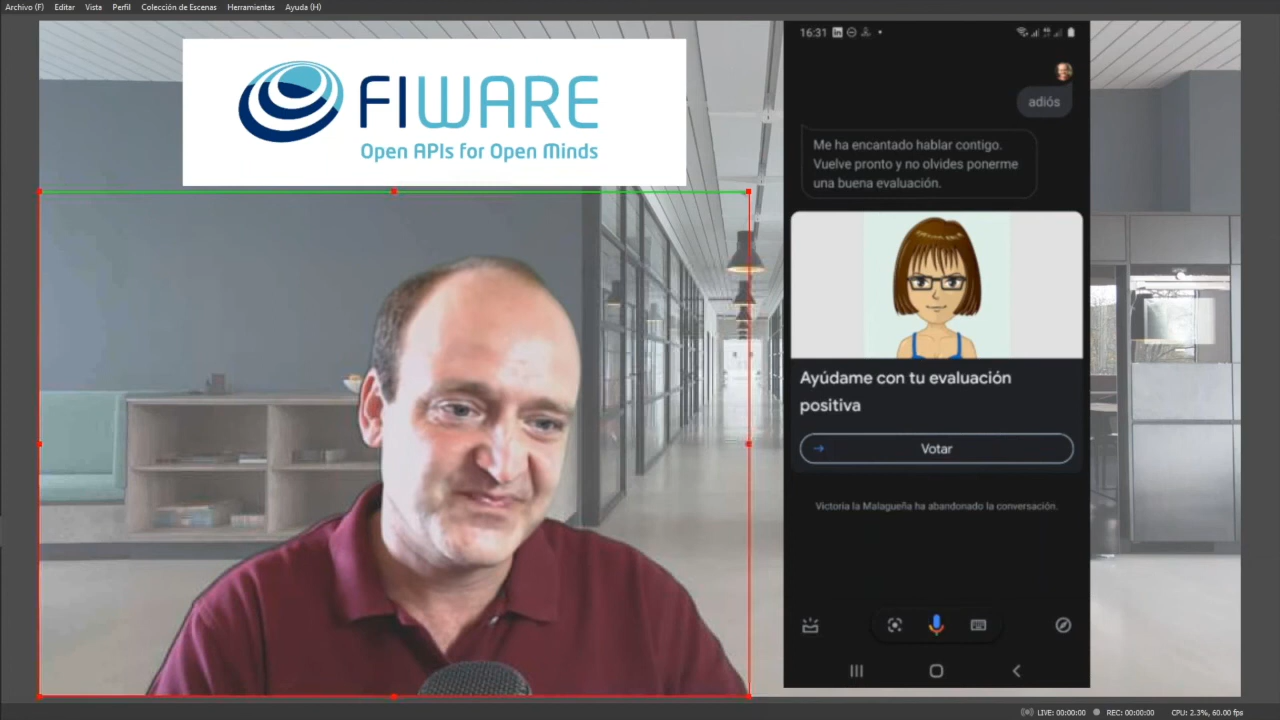 Archivo (F) Editar Vista Perfil Colección de Escenas Herramientas Ayuda (H)
FIWARE
Open APIs for Open Minds
16:31
adiós
Me ha encantado hablar contigo.
Vuelve pronto y no olvides ponerme
una buena evaluación.
Ayúdame con tu evaluación
positiva
Votar
Victoria la Malagueña ha abandonado la conversación.
LIVE: 00:00:00 REC: 00:00:00 CPU: 2.3%, 60.00 fps